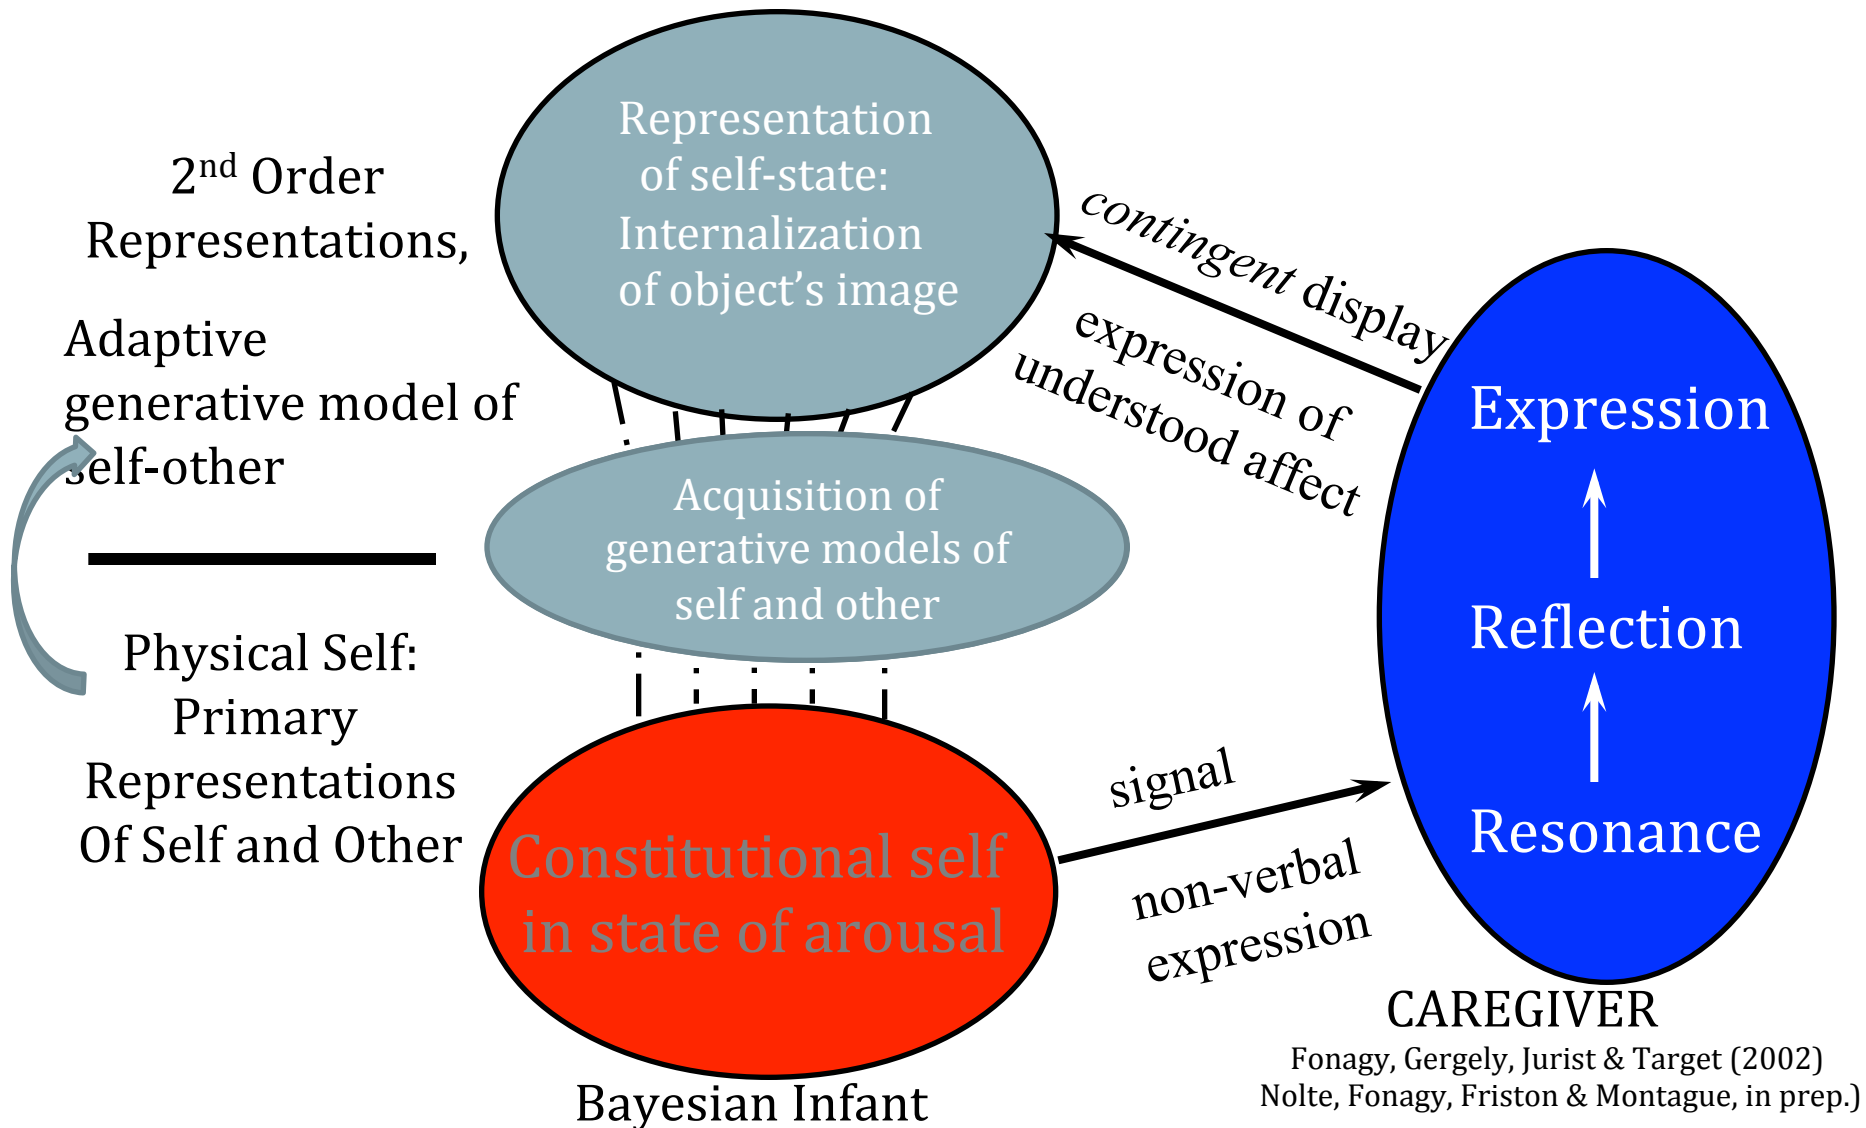 2nd Order
Representations,
Adaptive
generative model of
self-other
Physical Self:
Primary
Representations
Of Self and Other
Representation
of self-state:
Internalization
of object’s image
Acquisition of
generative models of
self and other
Constitutional self
in state of arousal
Bayesian Infant
contingent display
expression of
understood affect
signal
non-verbal
expression
Expression
Reflection
Resonance
CAREGIVER
Fonagy, Gergely, Jurist & Target (2002)
Nolte, Fonagy, Friston & Montague, in prep.)